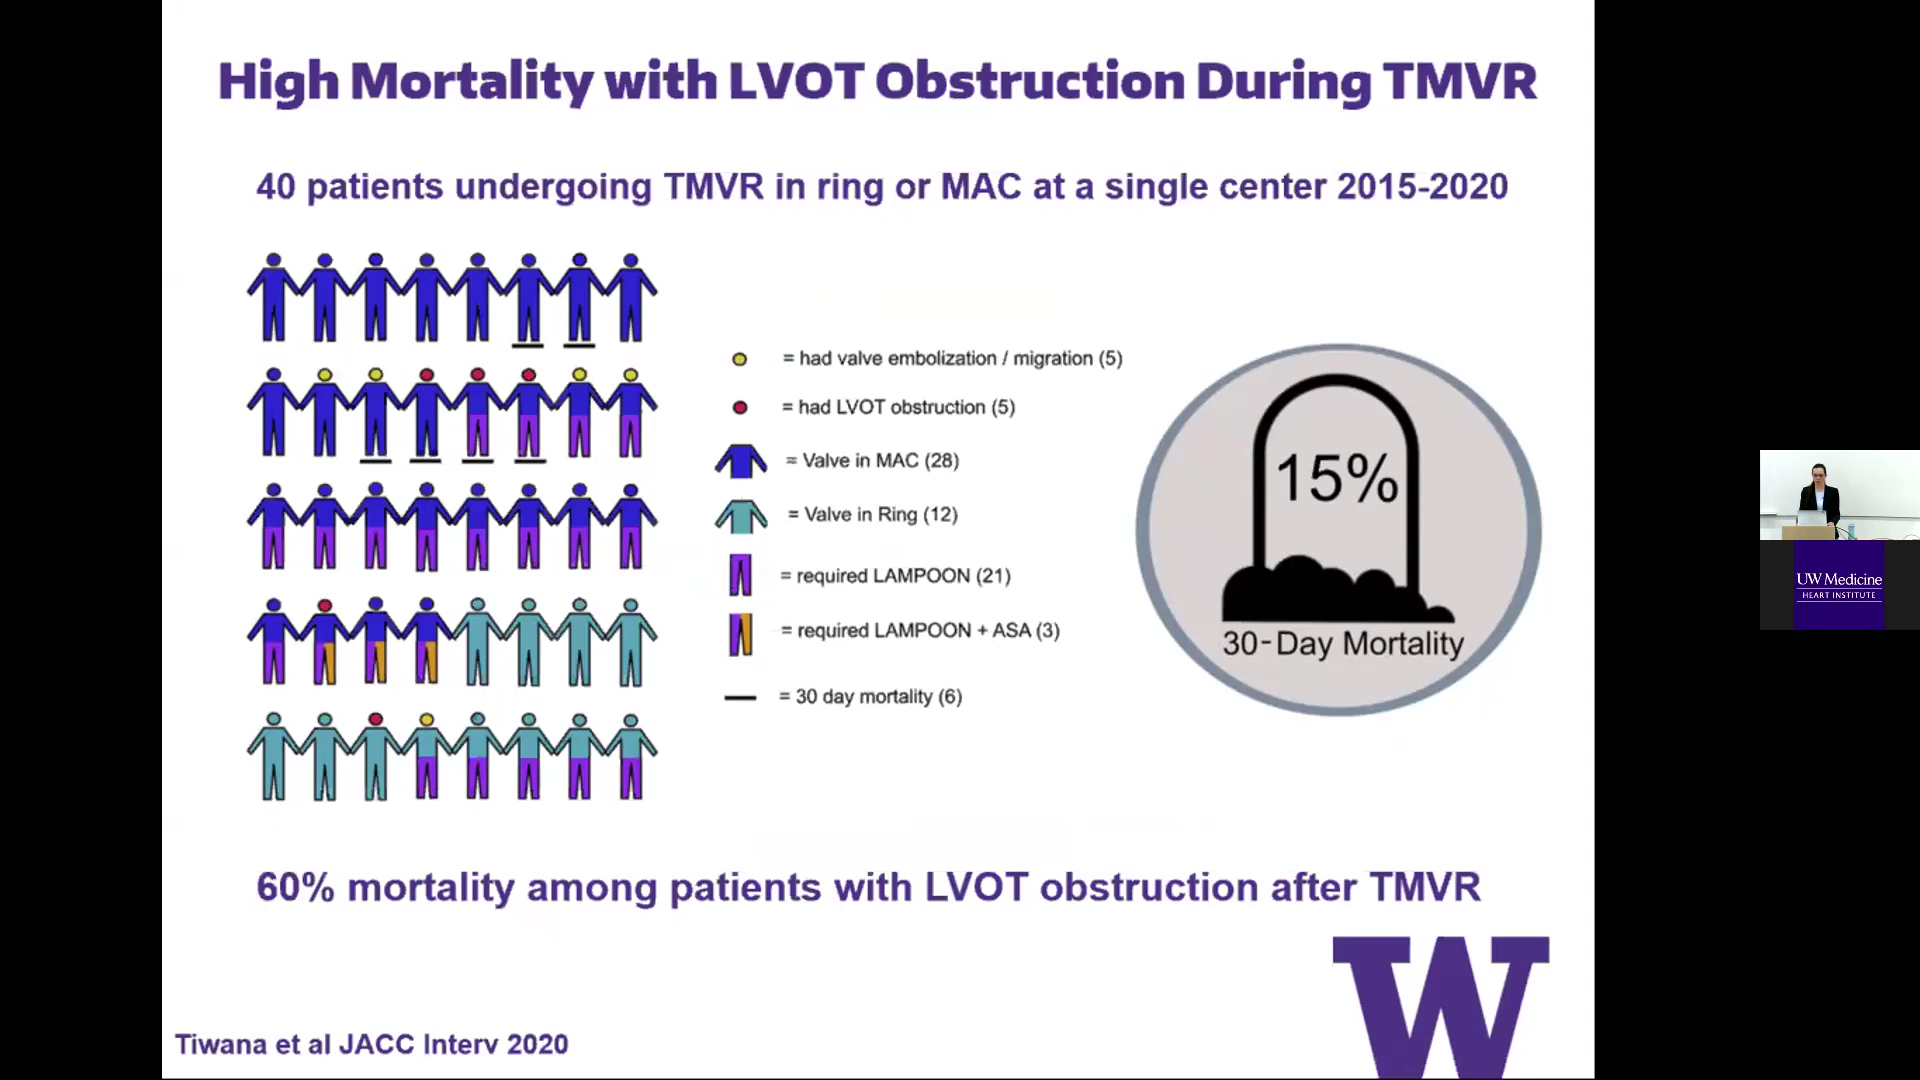 High Mortality with LVOT Obstruction During TMVR
40 patients undergoing TMVR in ring or MAC at a single center 2015-2020
= had valve embolization / migration (5)
= had LVOT obstruction (5)
= Valve in MAC (28)
= Valve in Ring (12)
= required LAMPOON (21)
= required LAMPOON + ASA (3)
= 30 day mortality (6)
15%
30-Day Mortality
60% mortality among patients with LVOT obstruction after TMVR
W
Tiwana et al JACC Interv 2020
UW Medicine
HEART INSTITUTE